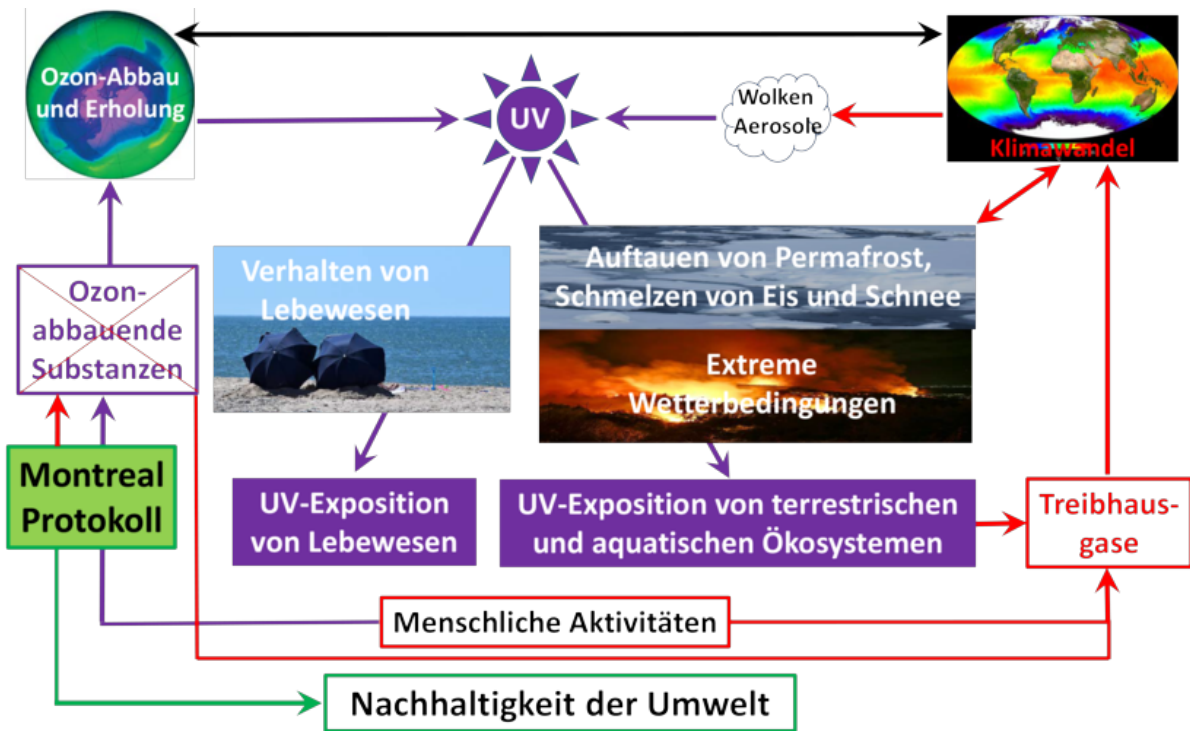 Ozon-Abbau
und Erholung
UV
Wolken
Aerosole
Klimawandel
Verhalten von
Lebewesen
Auftauen von Permafrost,
Schmelzen von Eis und Schnee
Extreme
Wetterbedingungen
Ozon-
abbauende
Substanzen
Montreal
Protokoll
UV-Exposition
von Lebewesen
UV-Exposition von terrestrischen
und aquatischen Ökosystemen
Treibhaus-
gase
Menschliche Aktivitäten
Nachhaltigkeit der Umwelt